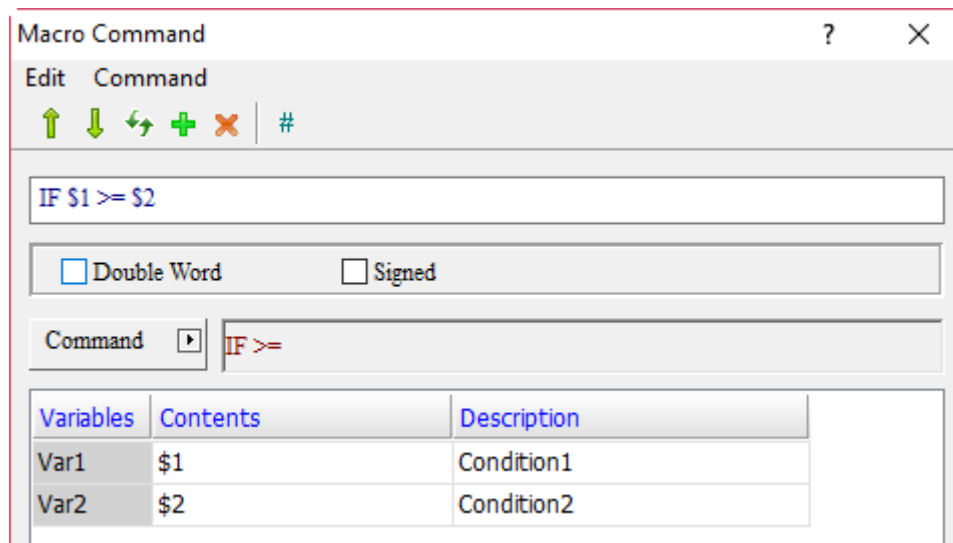 Macro Command ?
Edit Command
#
IF $1 >= $2
Double Word Signed
Command IF >=
Variables Contents Description
Var1 $1 Condition1
Var2 $2 Condition2